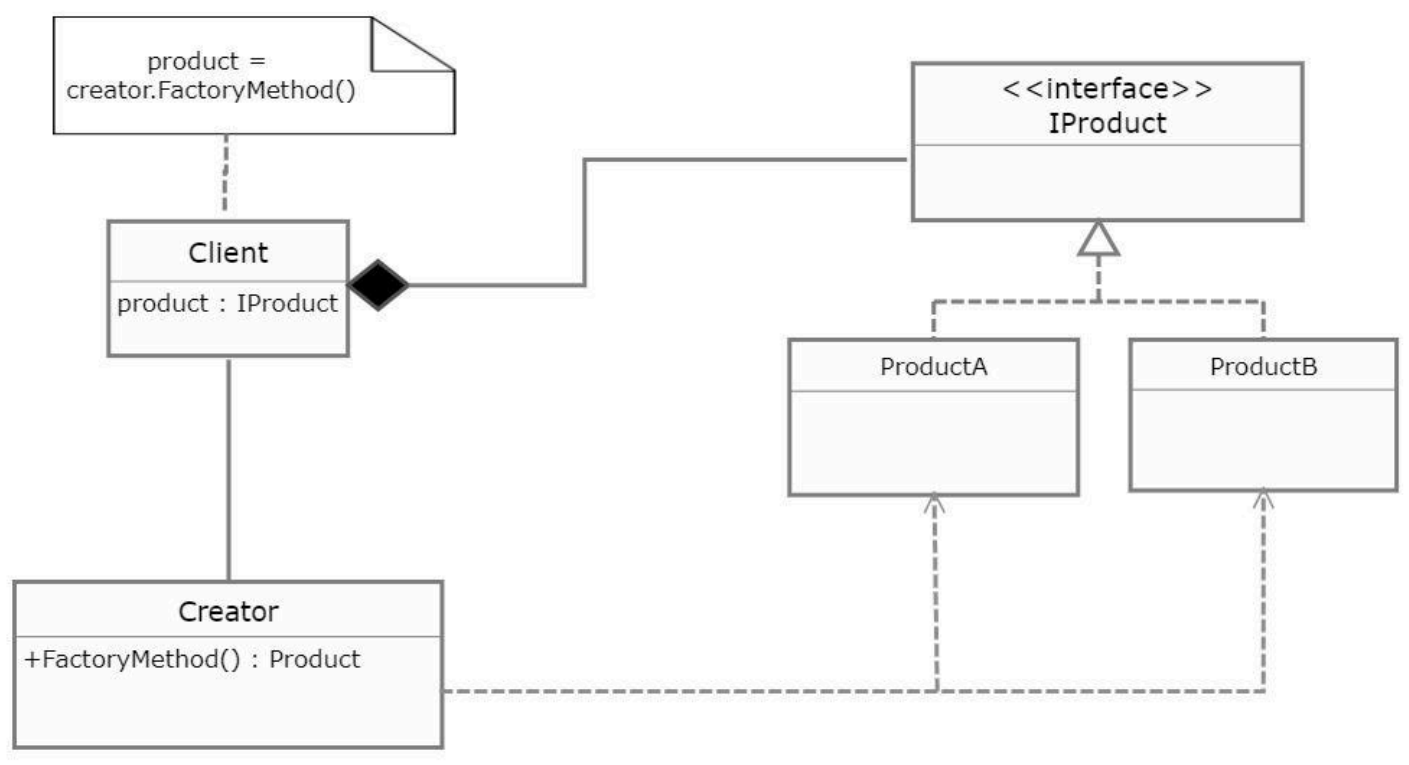 product =
creator.FactoryMethod()
<<interface>>
IProduct
Client
product : IProduct
ProductA
ProductB
Creator
+FactoryMethod() : Product